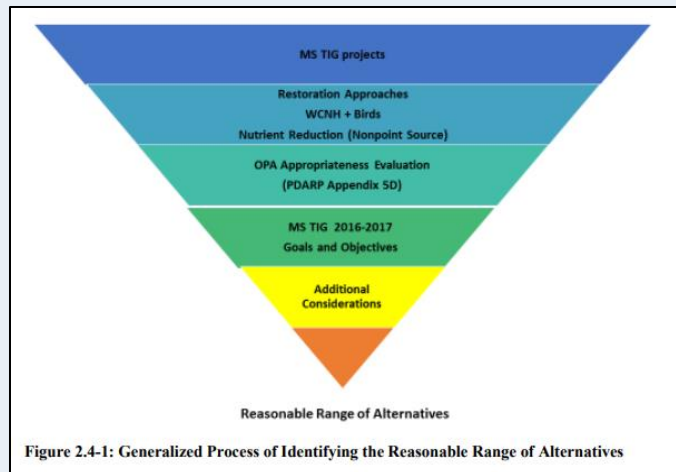 MS TIG projects
Restoration Approaches
WCNH + Birds
Nutrient Reduction (Nonpoint Source)
OPA Appropriateness Evaluation
(PDARP Appendix 5D)
MS TIG 2016-2017
Goals and Objectives
Additional
Considerations
Reasonable Range of Alternatives
Figure 2.4-1: Generalized Process of Identifying the Reasonable Range of Alternatives